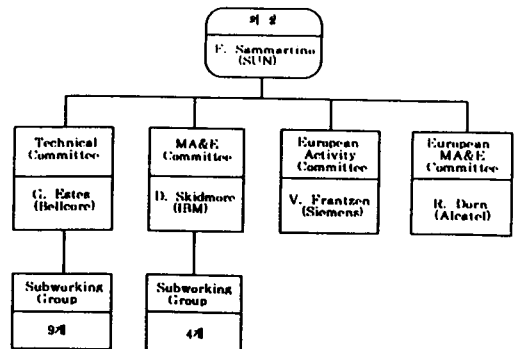 의 장
F. Sammartino
(SUN)
Technical
Committee
G. Estes
(Bellcore)
MA&E
Committee
D. Skidmore
(IBM)
European
Activity
Committee
V. Frantzen
(Siemens)
European
MA&E
Committee
R. Dorn
(Alcatel)
Subworking
Group
9개
Subworking
Group
4개